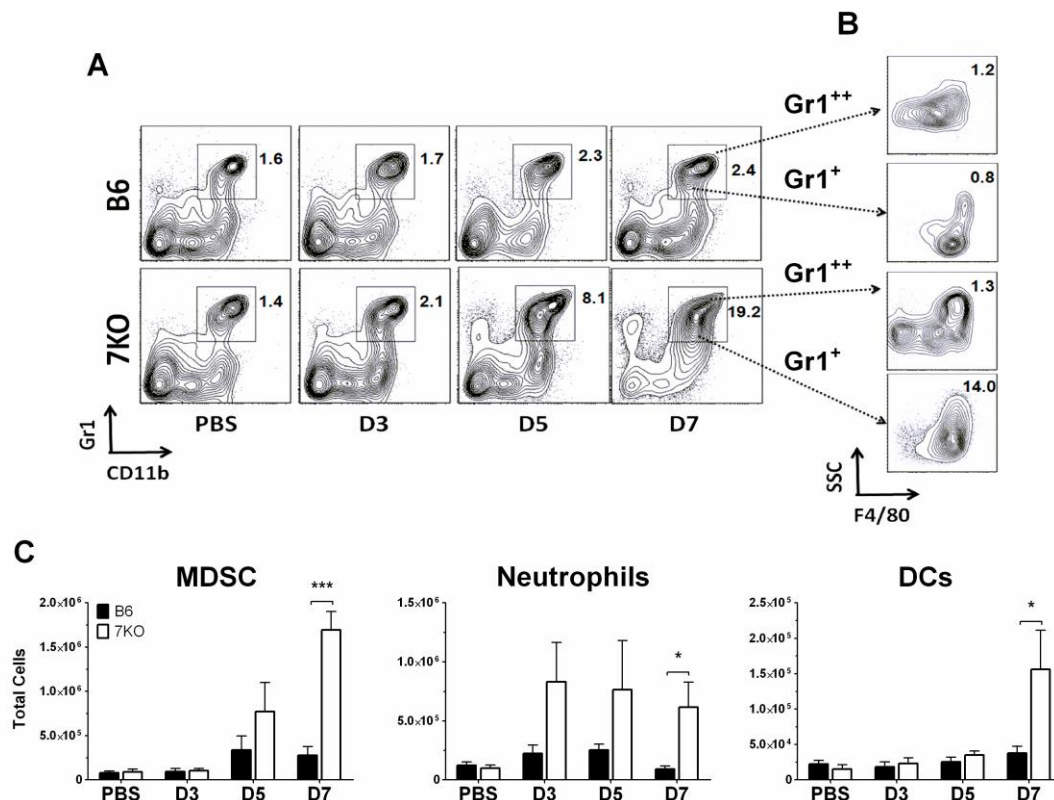 B
A
1.2
Gr1++
B6
1.6
1.7
2.3
2.4
Gr1+
0.8
Gr1++
7KO
1.4
2.1
8.1
19.2
1.3
Gr1+
14.0
PBS
D3
D5
D7
Gr1
CD11b
SSC
F4/80
C
MDSC
Neutrophils
DCs
Total Cells
2.0×10⁶
1.5×10⁶
1.0×10⁶
5.0×10⁵
0
B6
7KO
***
PBS
D3
D5
D7
1.5×10⁶
1.0×10⁶
5.0×10⁵
0
*
PBS
D3
D5
D7
2.5×10⁵
2.0×10⁵
1.5×10⁵
1.0×10⁵
5.0×10⁴
0
*
PBS
D3
D5
D7